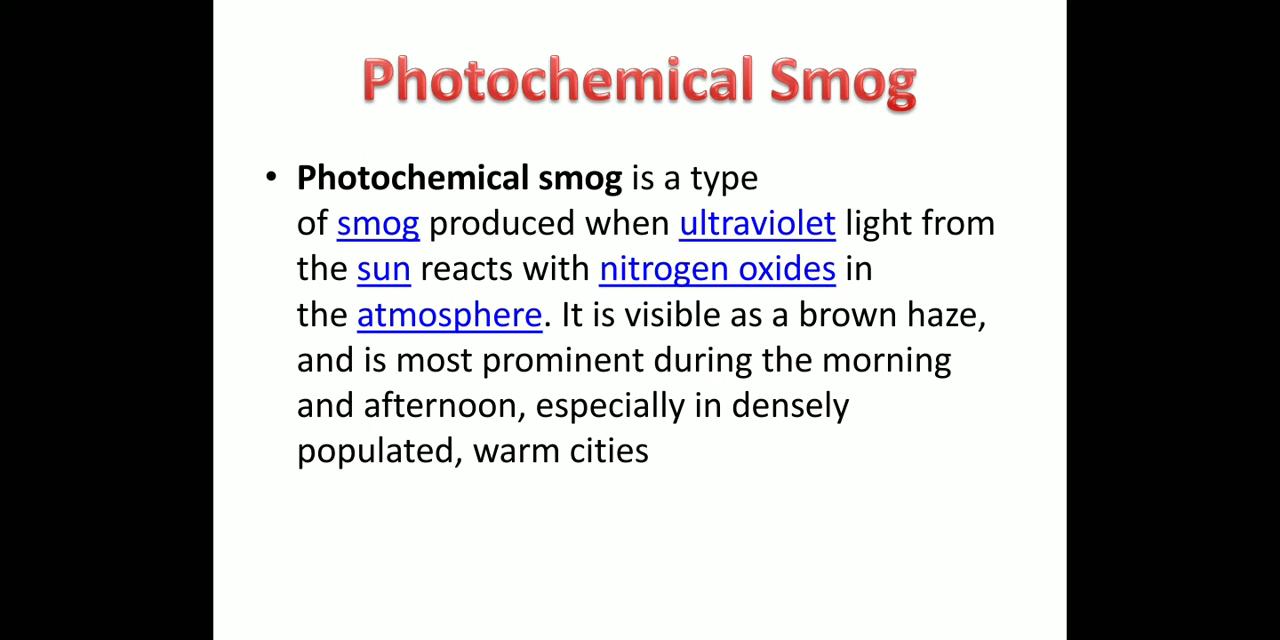 Photochemical Smog
• Photochemical smog is a type
of smog produced when ultraviolet light from
the sun reacts with nitrogen oxides in
the atmosphere. It is visible as a brown haze,
and is most prominent during the morning
and afternoon, especially in densely
populated, warm cities